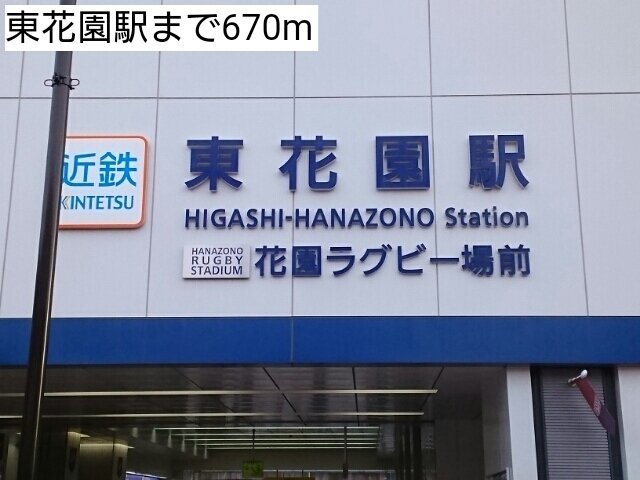 東花園駅まで670m
近鉄
KINTETSU
東花園駅
HIGASHI-HANAZONO Station
HANAZONO
RUGBY
STADIUM
花園ラグビー場前